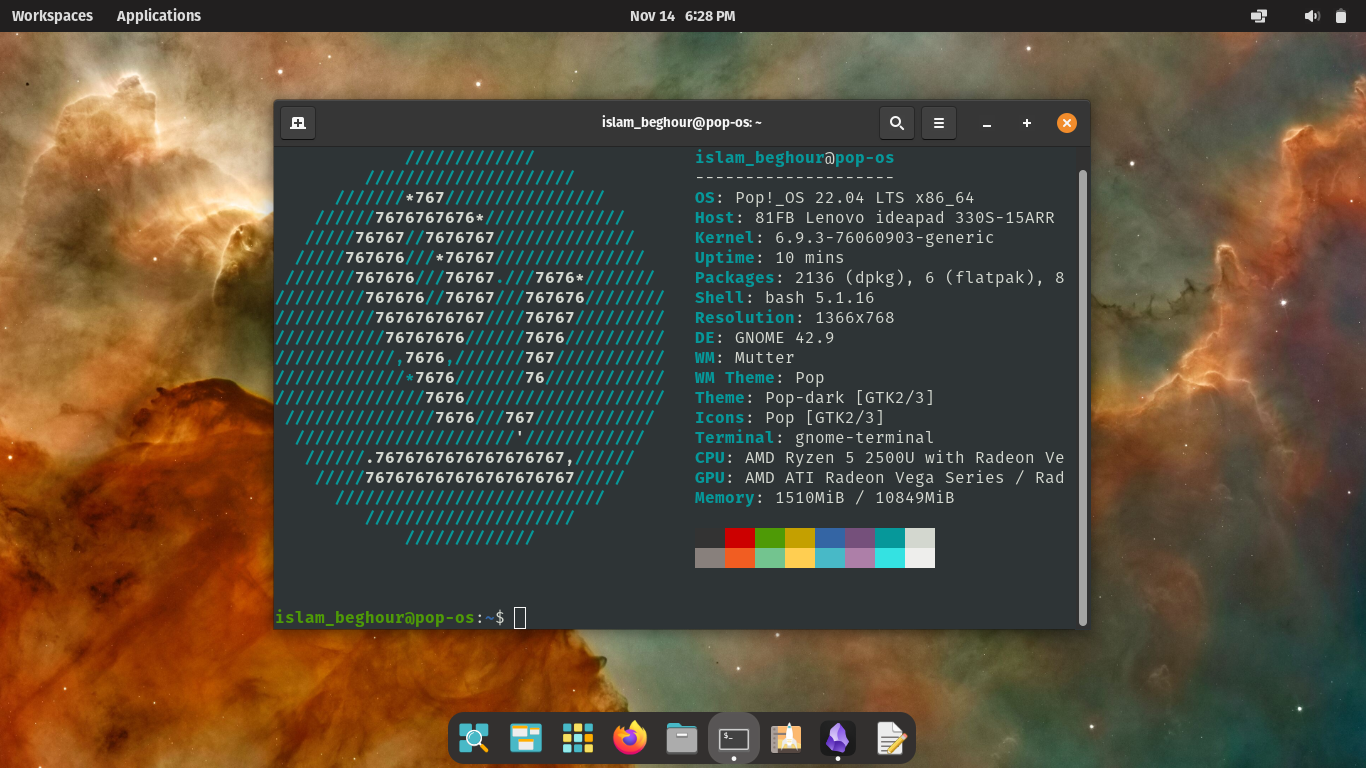 Workspaces Applications Nov 14 6:28 PM
islam_beghour@pop-os: ~
///////////// islam_beghour@pop-os
///////////////////// --------------------
///////*767//////////////// OS: Pop!_OS 22.04 LTS x86_64
//////7676767676*////////////// Host: 81FB Lenovo ideapad 330S-15ARR
/////76767//7676767////////////// Kernel: 6.9.3-76060903-generic
/////767676///*76767/////////////// Uptime: 10 mins
///////767676///76767.///7676*/////// Packages: 2136 (dpkg), 6 (flatpak), 8
/////////767676//76767///767676//////// Shell: bash 5.1.16
//////////76767676767////76767///////// Resolution: 1366x768
///////////76767676//////7676////////// DE: GNOME 42.9
////////////,7676,///////767/////////// WM: Mutter
/////////////*7676///////76//////////// WM Theme: Pop
///////////////7676//////////////////// Theme: Pop-dark [GTK2/3]
///////////////7676///767//////////// Icons: Pop [GTK2/3]
//////////////////////'//////////// Terminal: gnome-terminal
//////.7676767676767676767,////// CPU: AMD Ryzen 5 2500U with Radeon Ve
/////767676767676767676767///// GPU: AMD ATI Radeon Vega Series / Rad
/////////////////////////// Memory: 1510MiB / 10849MiB
/////////////////////
/////////////
islam_beghour@pop-os:~$
$_